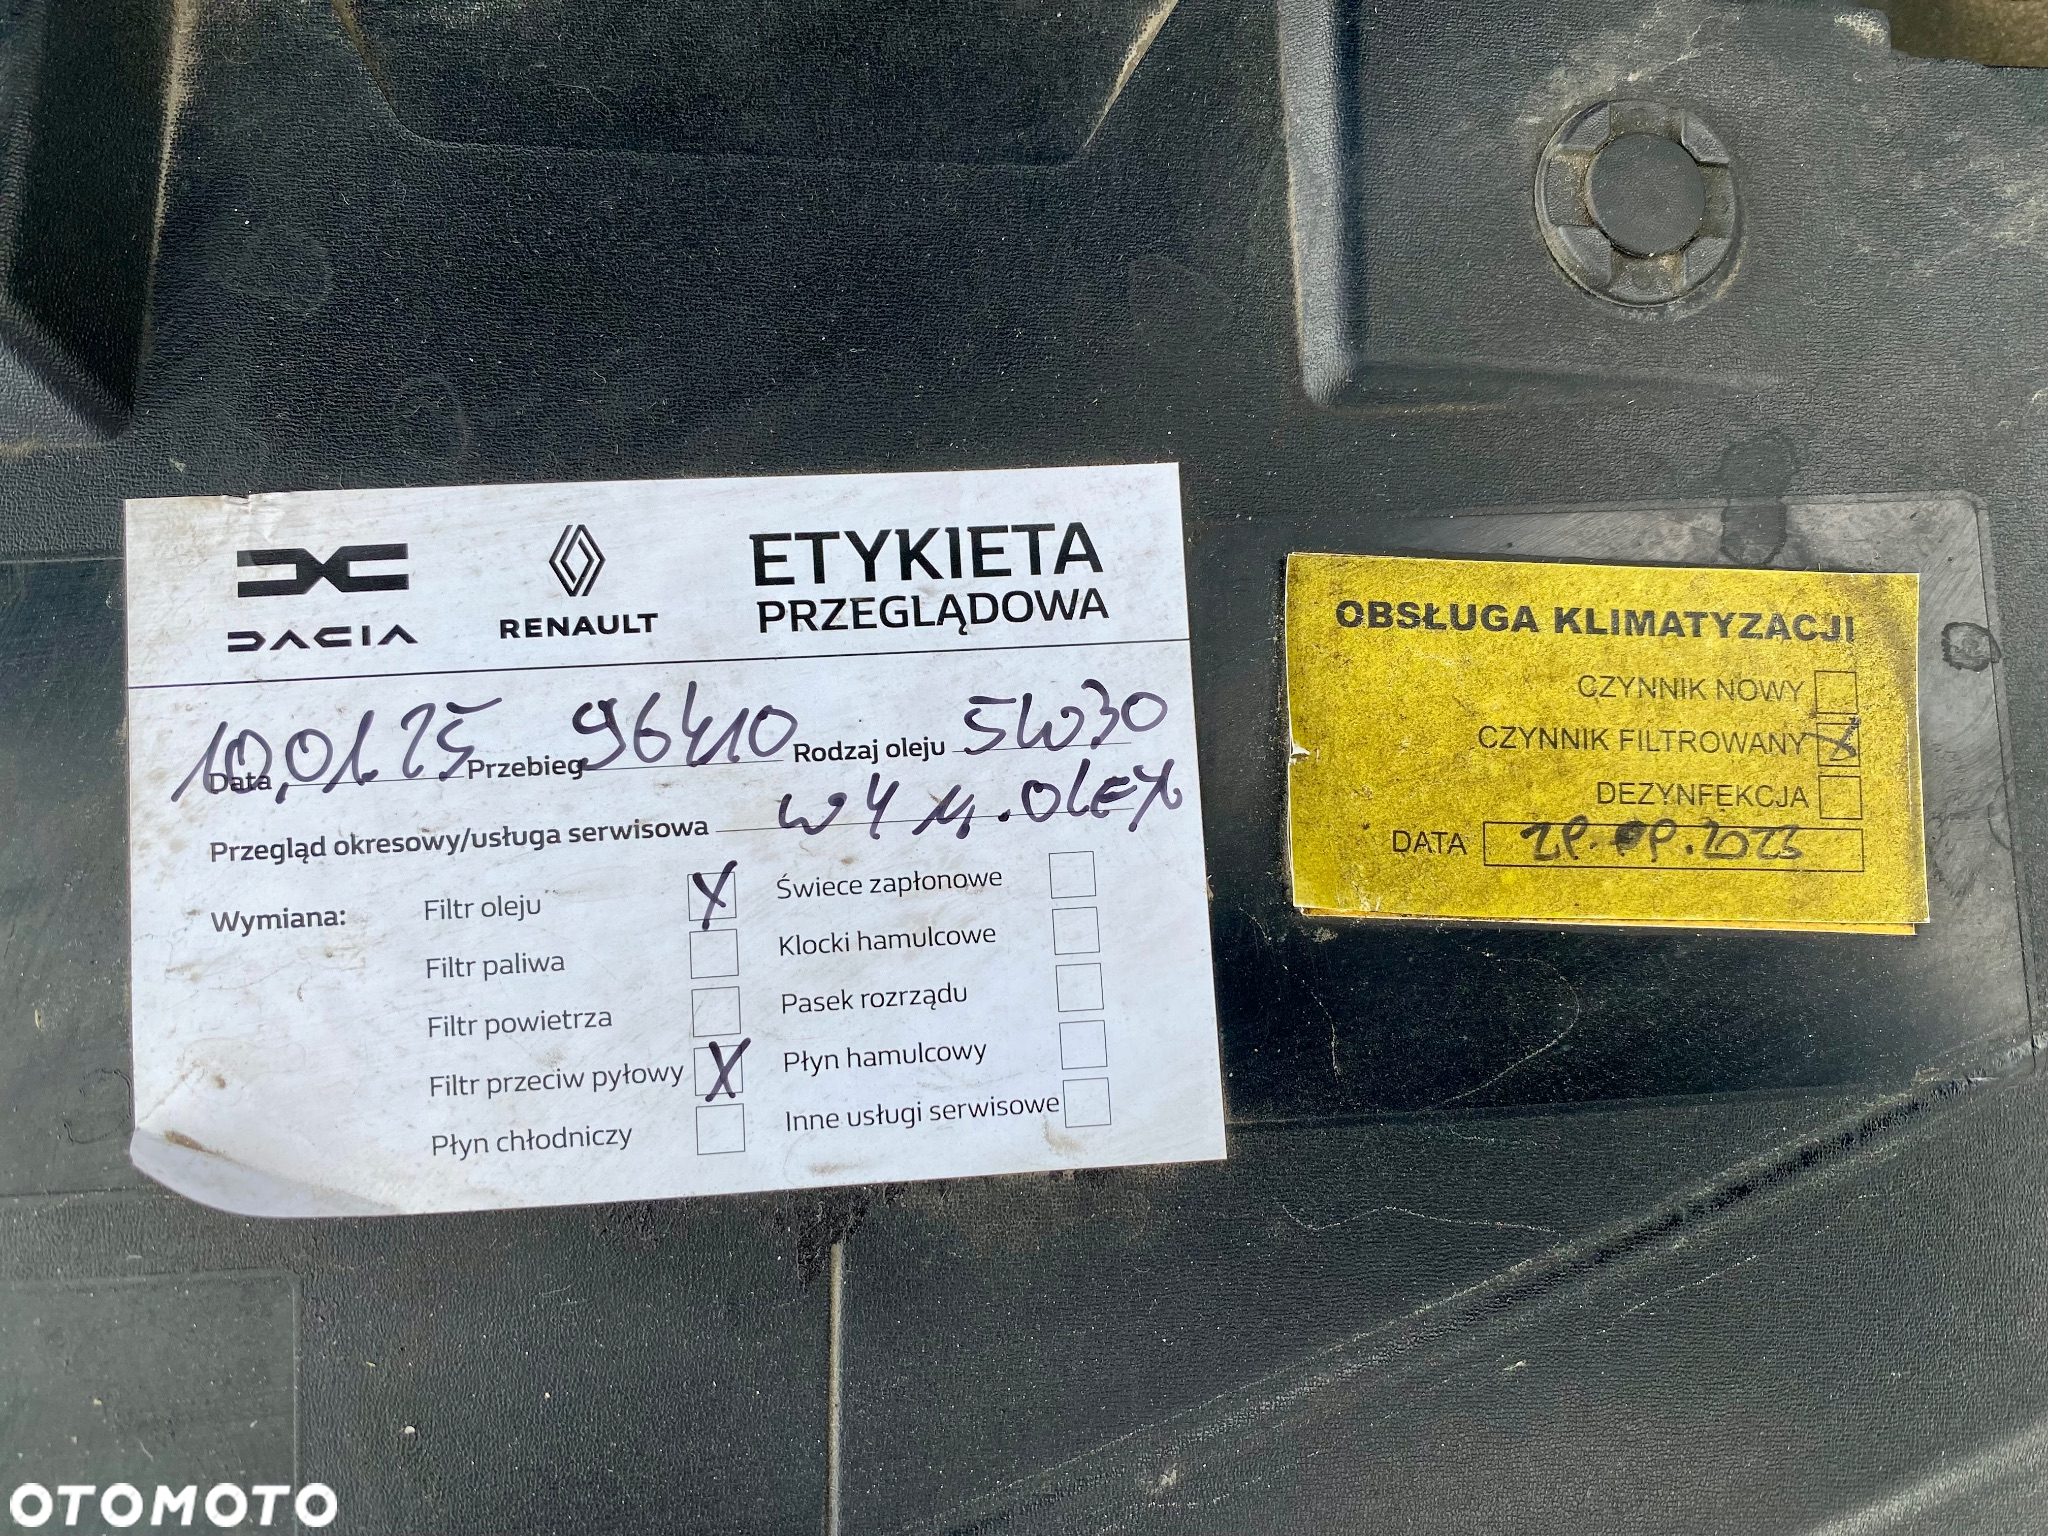 DACIA
RENAULT
ETYKIETA
PRZEGLĄDOWA
Data 10,01.25 Przebieg 96410 Rodzaj oleju 5W30
Przegląd okresowy/usługa serwisowa
Wymiana:
Filtr oleju X
Filtr paliwa
Filtr powietrza
Filtr przeciw pyłowy X
Płyn chłodniczy
Świece zapłonowe
Klocki hamulcowe
Pasek rozrządu
Płyn hamulcowy
Inne usługi serwisowe
OBSŁUGA KLIMATYZACJI
CZYNNIK NOWY
CZYNNIK FILTROWANY X
DEZYNFEKCJA
DATA
OTOMOTO